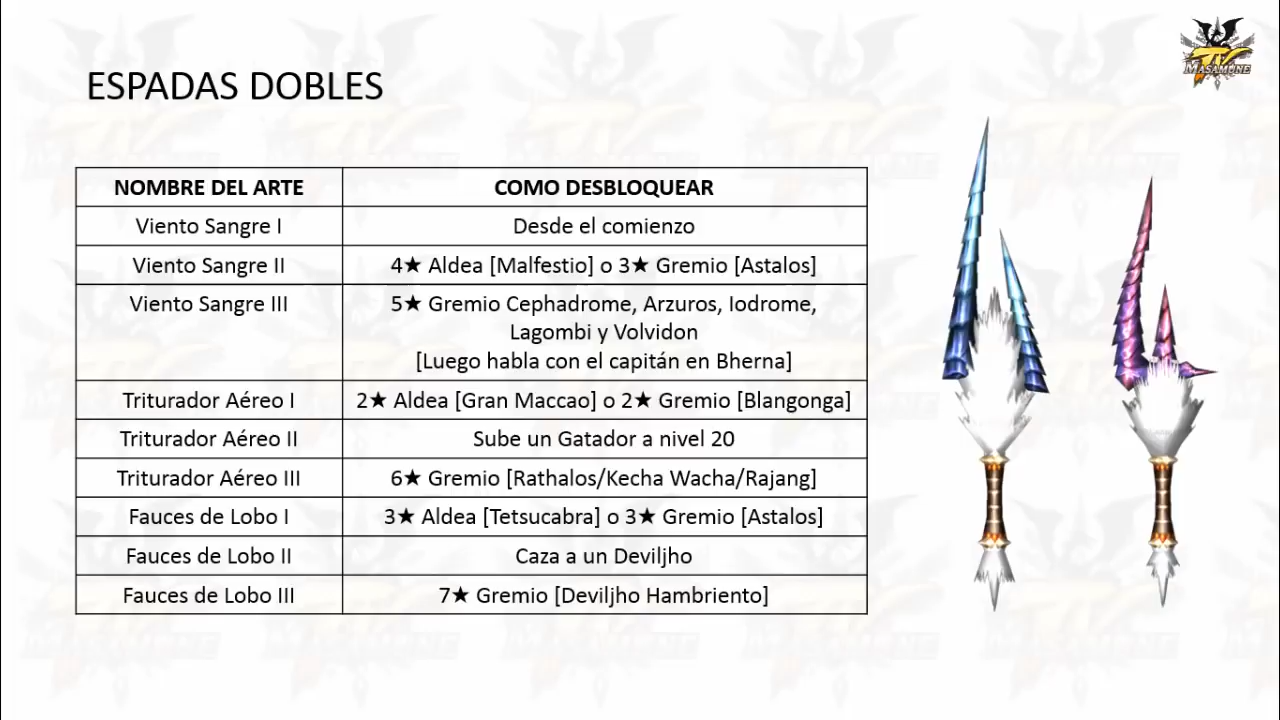 TV
MASAMUNE
ESPADAS DOBLES
NOMBRE DEL ARTE
COMO DESBLOQUEAR
Viento Sangre I
Desde el comienzo
Viento Sangre II
4★ Aldea [Malfestio] o 3★ Gremio [Astalos]
Viento Sangre III
5★ Gremio Cephadrome, Arzuros, Iodrome,
Lagombi y Volvidon
[Luego habla con el capitán en Bherna]
Triturador Aéreo I
2★ Aldea [Gran Maccao] o 2★ Gremio [Blangonga]
Triturador Aéreo II
Sube un Gatador a nivel 20
Triturador Aéreo III
6★ Gremio [Rathalos/Kecha Wacha/Rajang]
Fauces de Lobo I
3★ Aldea [Tetsucabra] o 3★ Gremio [Astalos]
Fauces de Lobo II
Caza a un Deviljho
Fauces de Lobo III
7★ Gremio [Deviljho Hambriento]